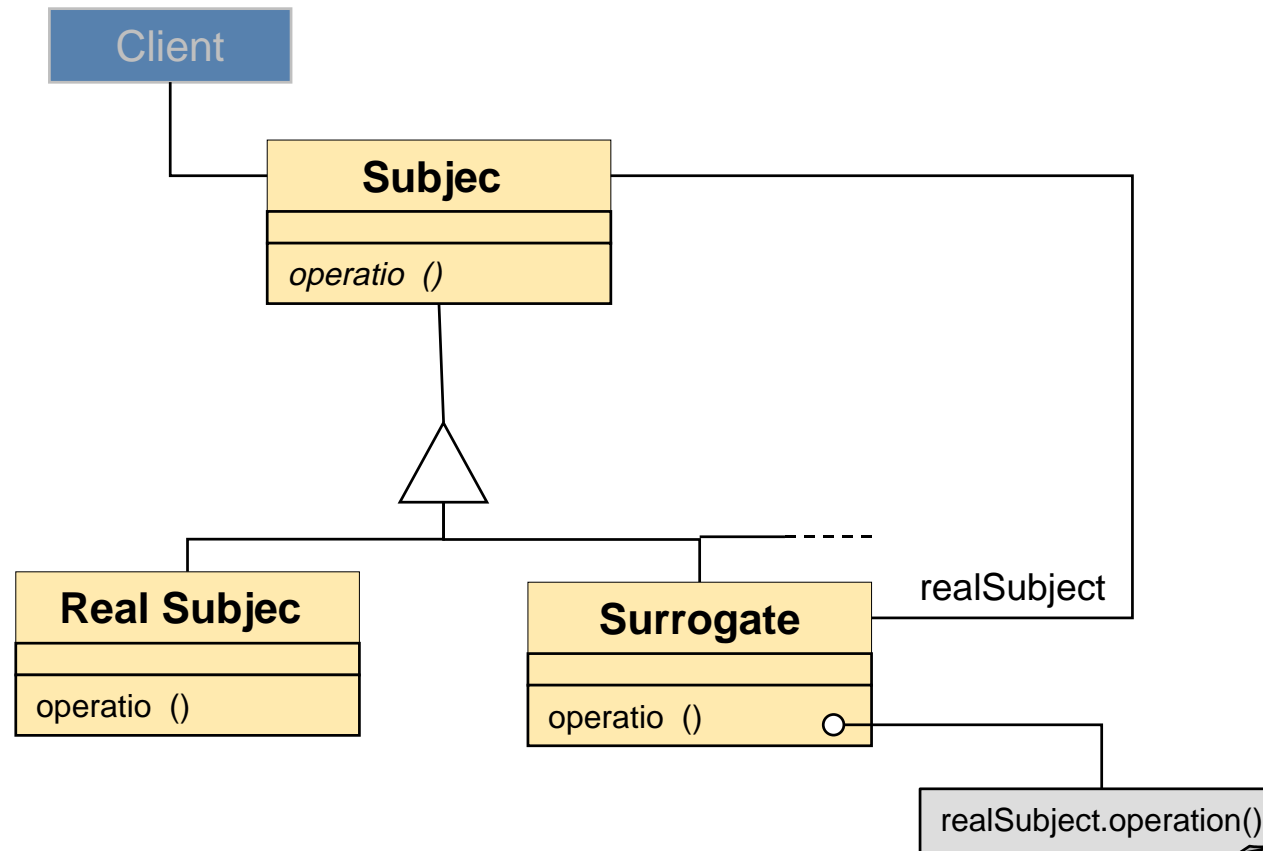 Client
Subjec
operatio ()
realSubject
Real Subjec
Surrogate
operatio ()
operatio ()
realSubject.operation()